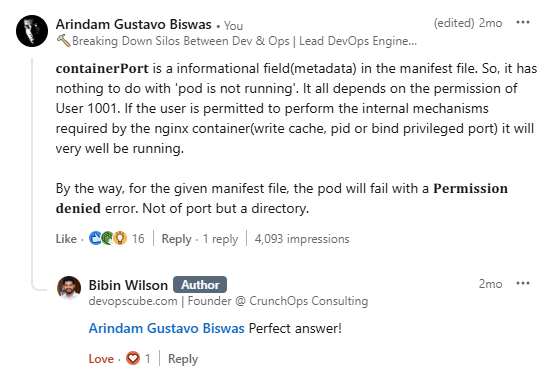 Arindam Gustavo Biswas • You
(edited) 2mo
🔨Breaking Down Silos Between Dev & Ops | Lead DevOps Engine...
containerPort is a informational field(metadata) in the manifest file. So, it has
nothing to do with 'pod is not running'. It all depends on the permission of
User 1001. If the user is permitted to perform the internal mechanisms
required by the nginx container(write cache, pid or bind privileged port) it will
very well be running.
By the way, for the given manifest file, the pod will fail with a Permission
denied error. Not of port but a directory.
Like · 16 | Reply · 1 reply | 4,093 impressions
Bibin Wilson Author
2mo
devopscube.com | Founder @ CrunchOps Consulting
Arindam Gustavo Biswas Perfect answer!
Love · 1 | Reply